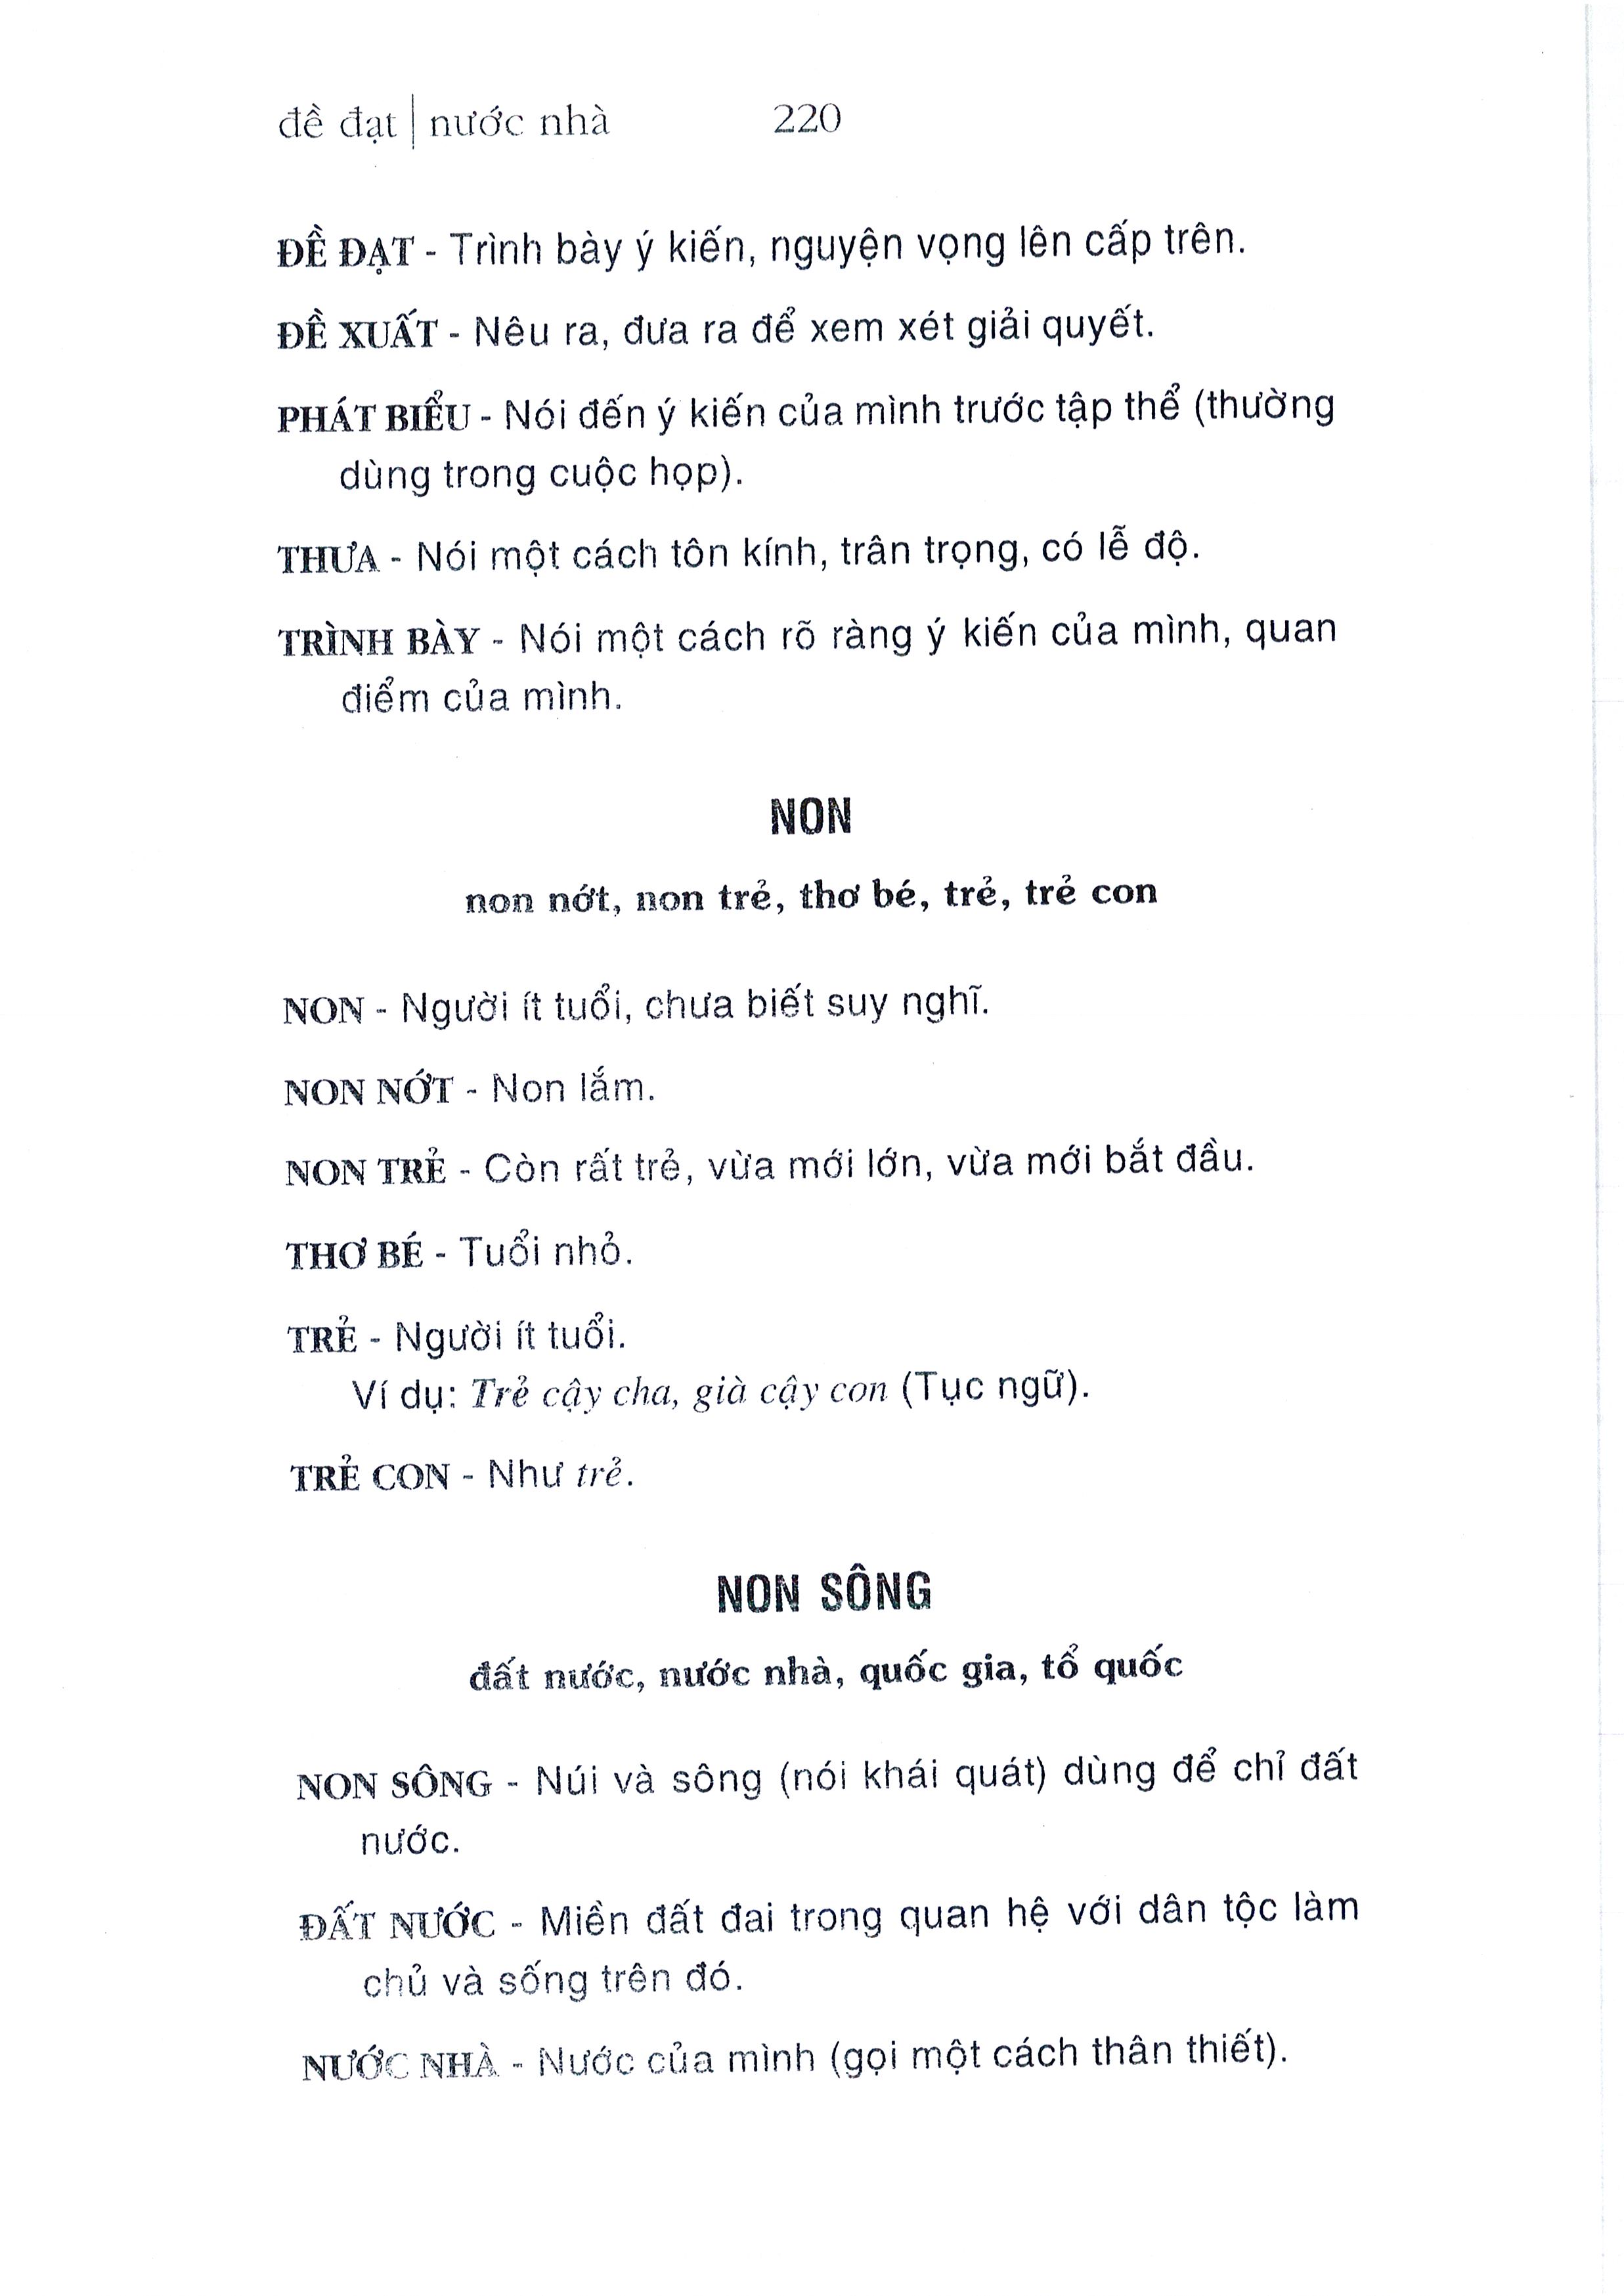 đề đạt | nước nhà 220
ĐỀ ĐẠT - Trình bày ý kiến, nguyện vọng lên cấp trên.
ĐỀ XUẤT - Nêu ra, đưa ra để xem xét giải quyết.
PHÁT BIỂU - Nói đến ý kiến của mình trước tập thể (thường
dùng trong cuộc họp).
THƯA - Nói một cách tôn kính, trân trọng, có lễ độ.
TRÌNH BÀY - Nói một cách rõ ràng ý kiến của mình, quan
điểm của mình.
NON
non nớt, non trẻ, thơ bé, trẻ, trẻ con
NON - Người ít tuổi, chưa biết suy nghĩ.
NON NỚT - Non lắm.
NON TRẺ - Còn rất trẻ, vừa mới lớn, vừa mới bắt đầu.
THƠ BÉ - Tuổi nhỏ.
TRẺ - Người ít tuổi.
Ví dụ: Trẻ cậy cha, già cậy con (Tục ngữ).
TRẺ CON - Như trẻ.
NON SÔNG
đất nước, nước nhà, quốc gia, tổ quốc
NON SÔNG - Núi và sông (nói khái quát) dùng để chỉ đất
nước.
ĐẤT NƯỚC - Miền đất đai trong quan hệ với dân tộc làm
chủ và sống trên đó.
NƯỚC NHÀ - Nước của mình (gọi một cách thân thiết).